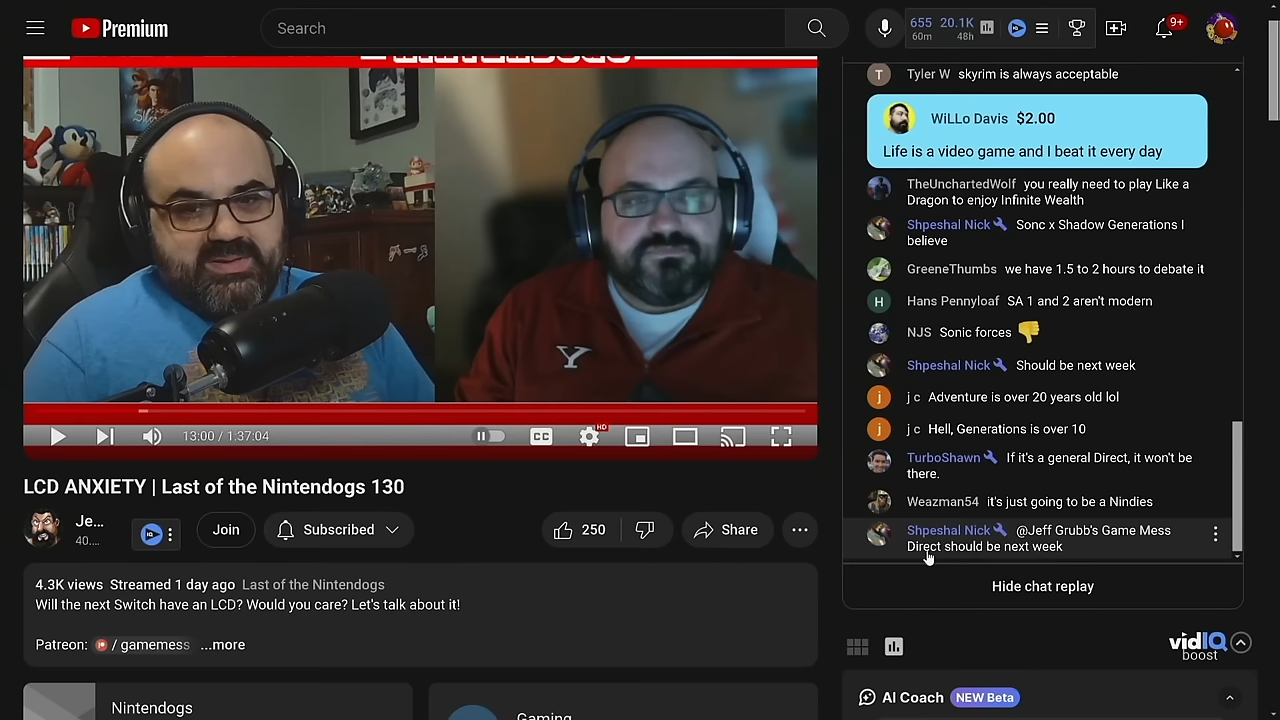 Premium
Search
655 20.1K
60m 48h
9+
T Tyler W skyrim is always acceptable
WiLLo Davis $2.00
Life is a video game and I beat it every day
TheUnchartedWolf you really need to play Like a
Dragon to enjoy Infinite Wealth
Shpeshal Nick Sonc x Shadow Generations I
believe
GreeneThumbs we have 1.5 to 2 hours to debate it
H Hans Pennyloaf SA 1 and 2 aren't modern
NJS Sonic forces
Shpeshal Nick Should be next week
j j c Adventure is over 20 years old lol
j j c Hell, Generations is over 10
TurboShawn If it's a general Direct, it won't be
there.
Weazman54 it's just going to be a Nindies
Shpeshal Nick @Jeff Grubb's Game Mess
Direct should be next week
Hide chat replay
Y
13:00 / 1:37:04
CC
HD
LCD ANXIETY | Last of the Nintendogs 130
Je...
40....
IQ
Join
Subscribed
250
Share
4.3K views Streamed 1 day ago Last of the Nintendogs
Will the next Switch have an LCD? Would you care? Let's talk about it!
Patreon: / gamemess ...more
Nintendogs
Gaming
vidIQ
boost
AI Coach NEW Beta